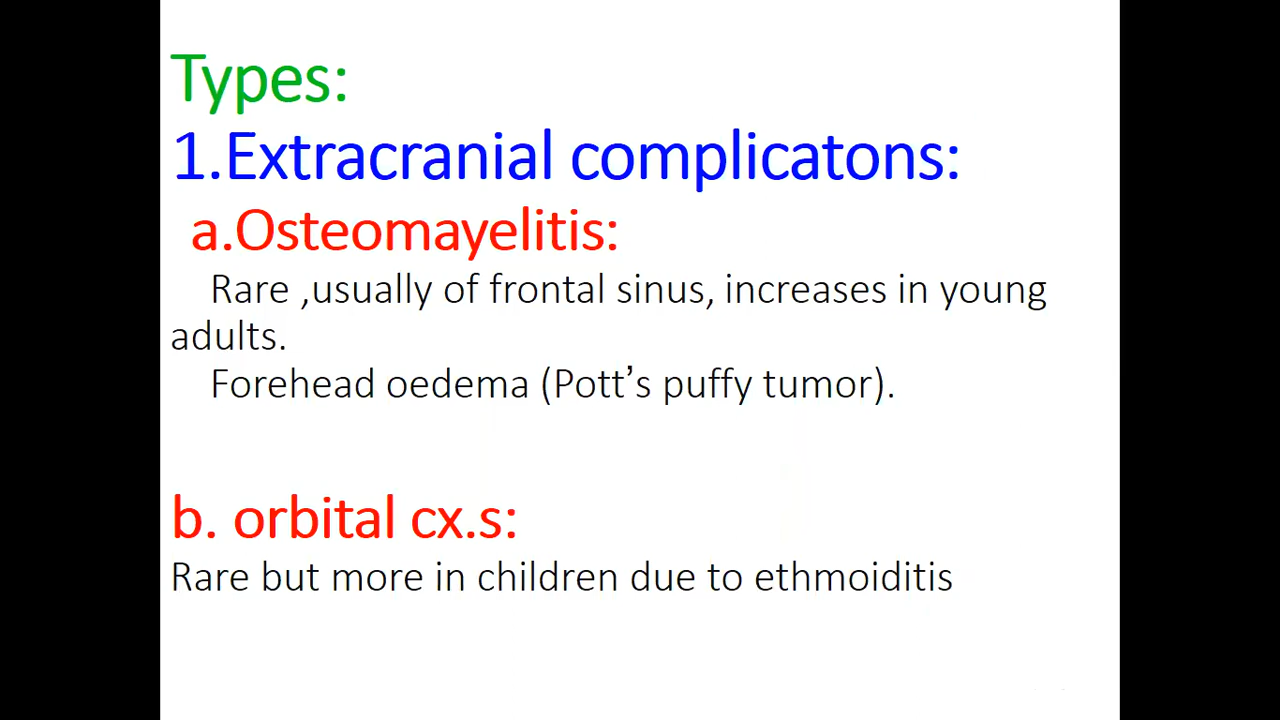 Types:
1.Extracranial complicatons:
a.Osteomayelitis:
Rare ,usually of frontal sinus, increases in young
adults.
Forehead oedema (Pott’s puffy tumor).
b. orbital cx.s:
Rare but more in children due to ethmoiditis